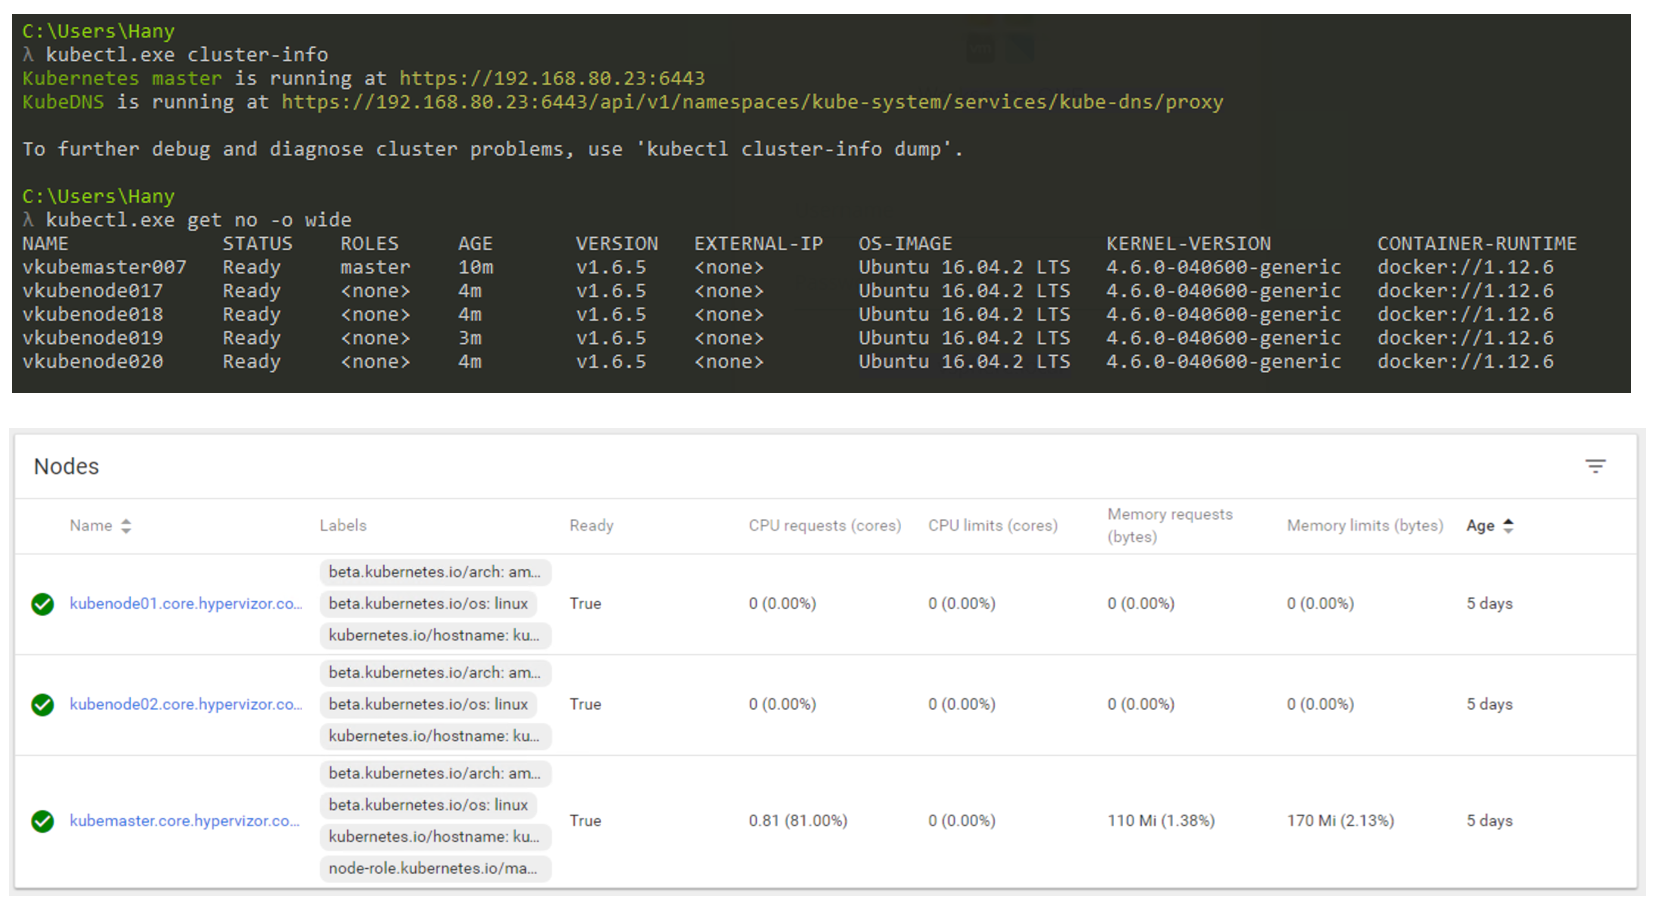 C:\Users\Hany
λ kubectl.exe cluster-info
Kubernetes master is running at https://192.168.80.23:6443
KubeDNS is running at https://192.168.80.23:6443/api/v1/namespaces/kube-system/services/kube-dns/proxy
To further debug and diagnose cluster problems, use 'kubectl cluster-info dump'.
C:\Users\Hany
λ kubectl.exe get no -o wide
NAME STATUS ROLES AGE VERSION EXTERNAL-IP OS-IMAGE KERNEL-VERSION CONTAINER-RUNTIME
vkubemaster007 Ready master 10m v1.6.5 <none> Ubuntu 16.04.2 LTS 4.6.0-040600-generic docker://1.12.6
vkubenode017 Ready <none> 4m v1.6.5 <none> Ubuntu 16.04.2 LTS 4.6.0-040600-generic docker://1.12.6
vkubenode018 Ready <none> 4m v1.6.5 <none> Ubuntu 16.04.2 LTS 4.6.0-040600-generic docker://1.12.6
vkubenode019 Ready <none> 3m v1.6.5 <none> Ubuntu 16.04.2 LTS 4.6.0-040600-generic docker://1.12.6
vkubenode020 Ready <none> 4m v1.6.5 <none> Ubuntu 16.04.2 LTS 4.6.0-040600-generic docker://1.12.6
Nodes
Name Labels Ready CPU requests (cores) CPU limits (cores) Memory requests (bytes) Memory limits (bytes) Age
beta.kubernetes.io/arch: am...
kubenode01.core.hypervizor.co... beta.kubernetes.io/os: linux True 0 (0.00%) 0 (0.00%) 0 (0.00%) 0 (0.00%) 5 days
kubernetes.io/hostname: ku...
beta.kubernetes.io/arch: am...
kubenode02.core.hypervizor.co... beta.kubernetes.io/os: linux True 0 (0.00%) 0 (0.00%) 0 (0.00%) 0 (0.00%) 5 days
kubernetes.io/hostname: ku...
beta.kubernetes.io/arch: am...
beta.kubernetes.io/os: linux
kubemaster.core.hypervizor.co... True 0.81 (81.00%) 0 (0.00%) 110 Mi (1.38%) 170 Mi (2.13%) 5 days
kubernetes.io/hostname: ku...
node-role.kubernetes.io/ma...